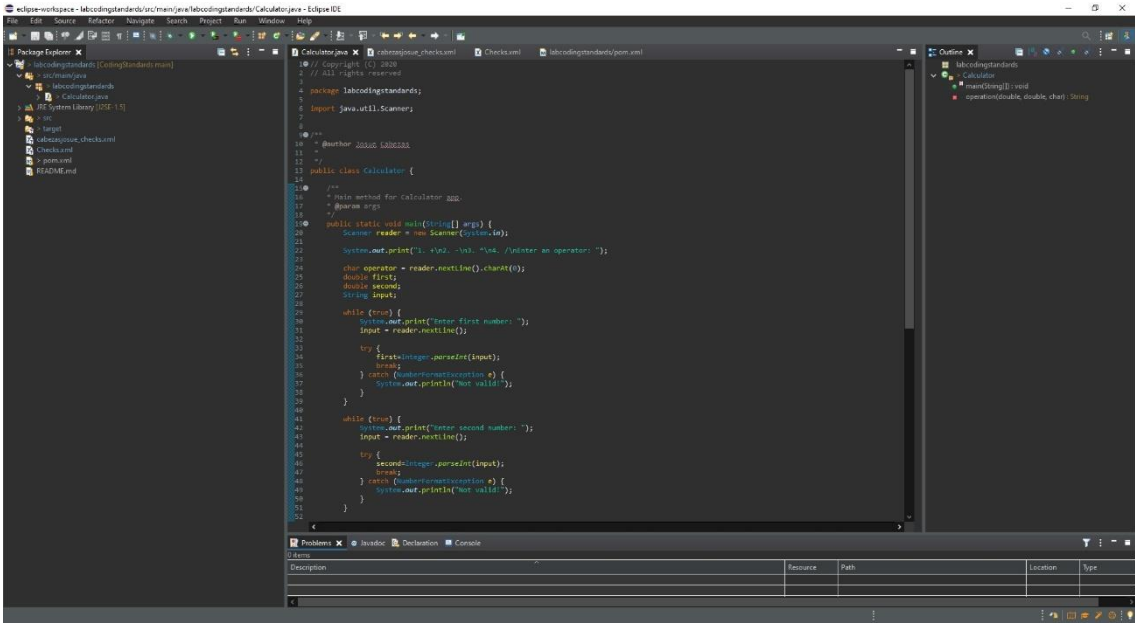 eclipse-workspace - labcodingstandards/src/main/java/labcodingstandards/Calculator.java - Eclipse IDE
File Edit Source Refactor Navigate Search Project Run Window Help
Package Explorer
> labcodingstandards [CodingStandards main]
> src/main/java
> labcodingstandards
> Calculator.java
JRE System Library [J2SE-1.5]
> src
> target
cabezasjosue_checks.xml
Checks.xml
> pom.xml
README.md
Calculator.java cabezasjosue_checks.xml Checks.xml labcodingstandards/pom.xml
1 // Copyright (C) 2020
2 // All rights reserved
3
4 package labcodingstandards;
5
6 import java.util.Scanner;
7
8
9 /**
10 * @author Josue Cabezas
11 *
12 */
13 public class Calculator {
14
15 /**
16 * Main method for Calculator app.
17 * @param args
18 */
19 public static void main(String[] args) {
20 Scanner reader = new Scanner(System.in);
21
22 System.out.print("1. +\n2. -\n3. *\n4. /\nEnter an operator: ");
23
24 char operator = reader.nextLine().charAt(0);
25 double first;
26 double second;
27 String input;
28
29 while (true) {
30 System.out.print("Enter first number: ");
31 input = reader.nextLine();
32
33 try {
34 first=Integer.parseInt(input);
35 break;
36 } catch (NumberFormatException e) {
37 System.out.println("Not valid!");
38 }
39 }
40
41 while (true) {
42 System.out.print("Enter second number: ");
43 input = reader.nextLine();
44
45 try {
46 second=Integer.parseInt(input);
47 break;
48 } catch (NumberFormatException e) {
49 System.out.println("Not valid!");
50 }
51 }
52
Outline
labcodingstandards
> Calculator
main(String[]) : void
operation(double, double, char) : String
Problems Javadoc Declaration Console
0 items
Description Resource Path Location Type